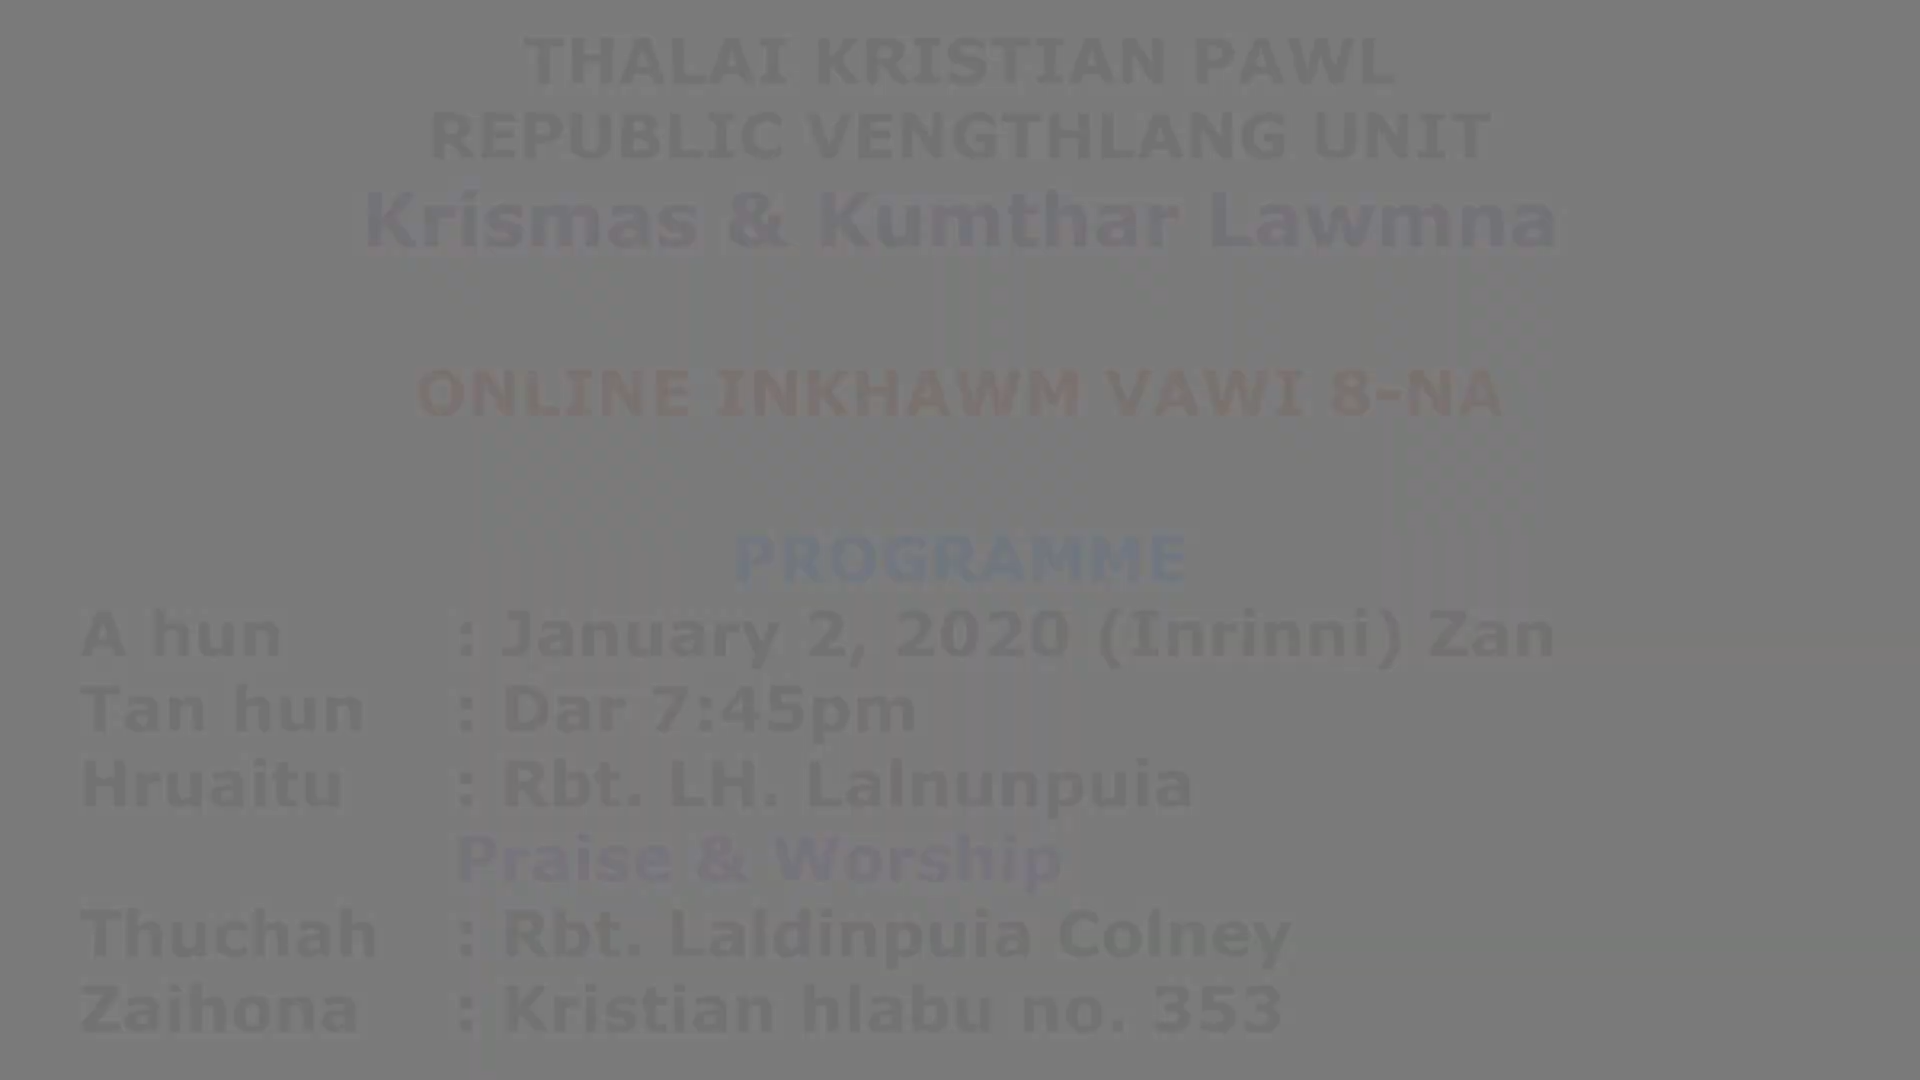 THALAI KRISTIAN PAWL
REPUBLIC VENGTHLANG UNIT
Krismas & Kumthar Lawmna
ONLINE INKHAWM VAWI 8-NA
PROGRAMME
A hun : January 2, 2020 (Inrinni) Zan
Tan hun : Dar 7:45pm
Hruaitu : Rbt. LH. Lalnunpuia
Praise & Worship
Thuchah : Rbt. Laldinpuia Colney
Zaihona : Kristian hlabu no. 353